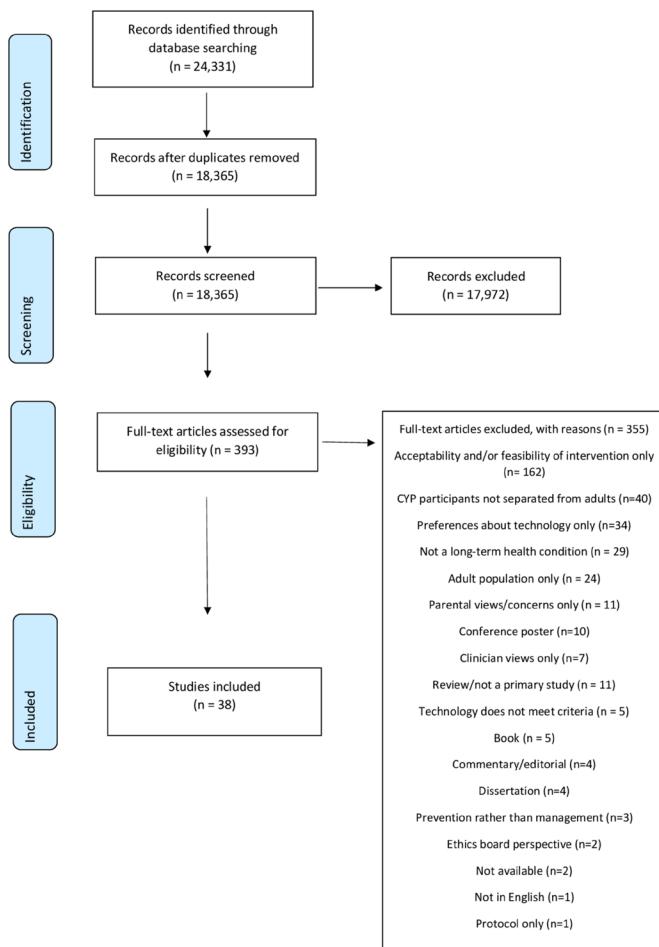 Identification
Records identified through
database searching
(n = 24,331)
Records after duplicates removed
(n = 18,365)
Screening
Records screened
(n = 18,365)
Records excluded
(n = 17,972)
Eligibility
Full-text articles assessed for
eligibility (n = 393)
Full-text articles excluded, with reasons (n = 355)
Acceptability and/or feasibility of intervention only
(n= 162)
CYP participants not separated from adults (n=40)
Preferences about technology only (n=34)
Not a long-term health condition (n = 29)
Adult population only (n = 24)
Parental views/concerns only (n = 11)
Conference poster (n=10)
Clinician views only (n=7)
Review/not a primary study (n = 11)
Technology does not meet criteria (n = 5)
Book (n = 5)
Commentary/editorial (n=4)
Dissertation (n=4)
Prevention rather than management (n=3)
Ethics board perspective (n=2)
Not available (n=2)
Not in English (n=1)
Protocol only (n=1)
Included
Studies included
(n = 38)